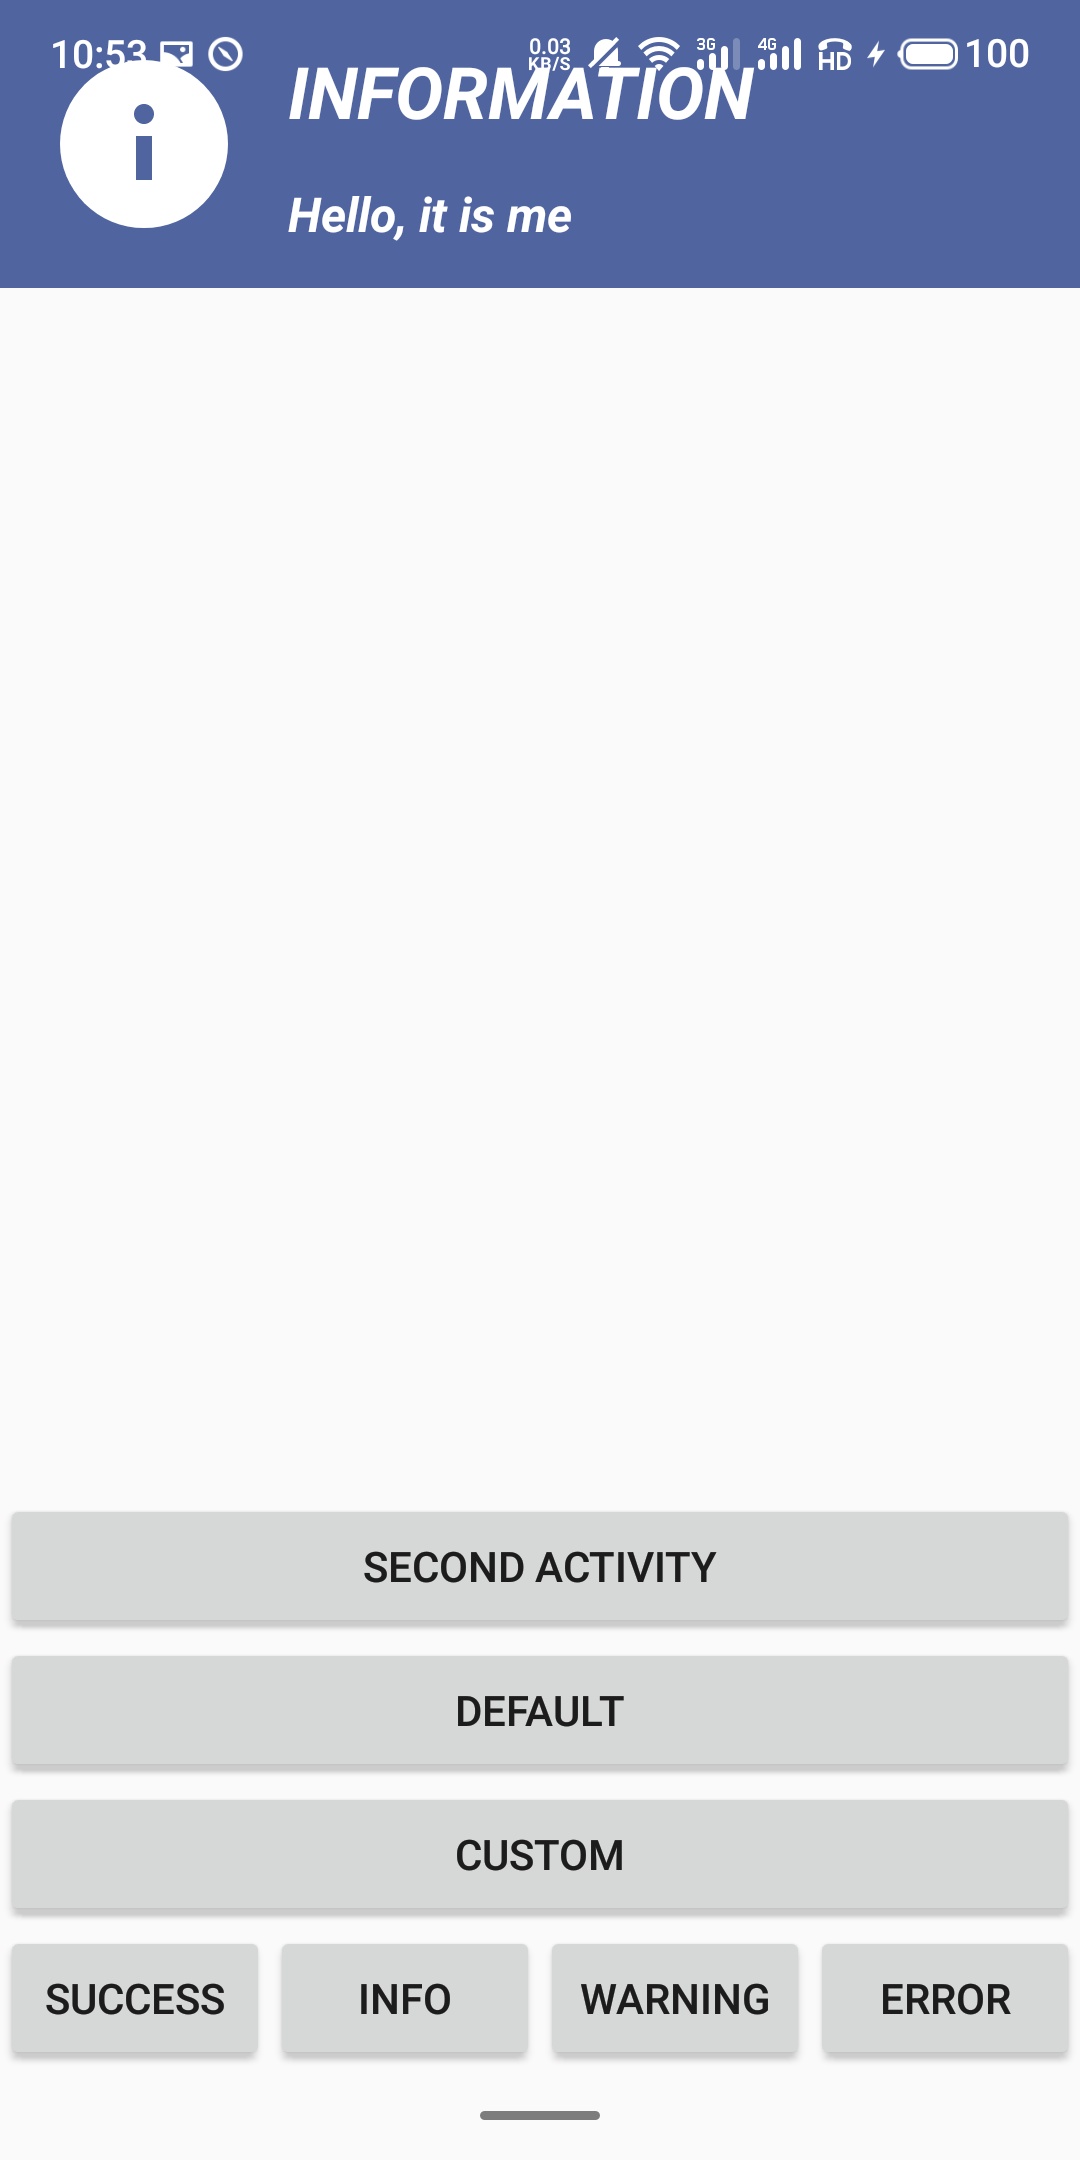 10:53 0.03 KB/S 3G 4G HD 100
INFORMATION
Hello, it is me
SECOND ACTIVITY
DEFAULT
CUSTOM
SUCCESS INFO WARNING ERROR